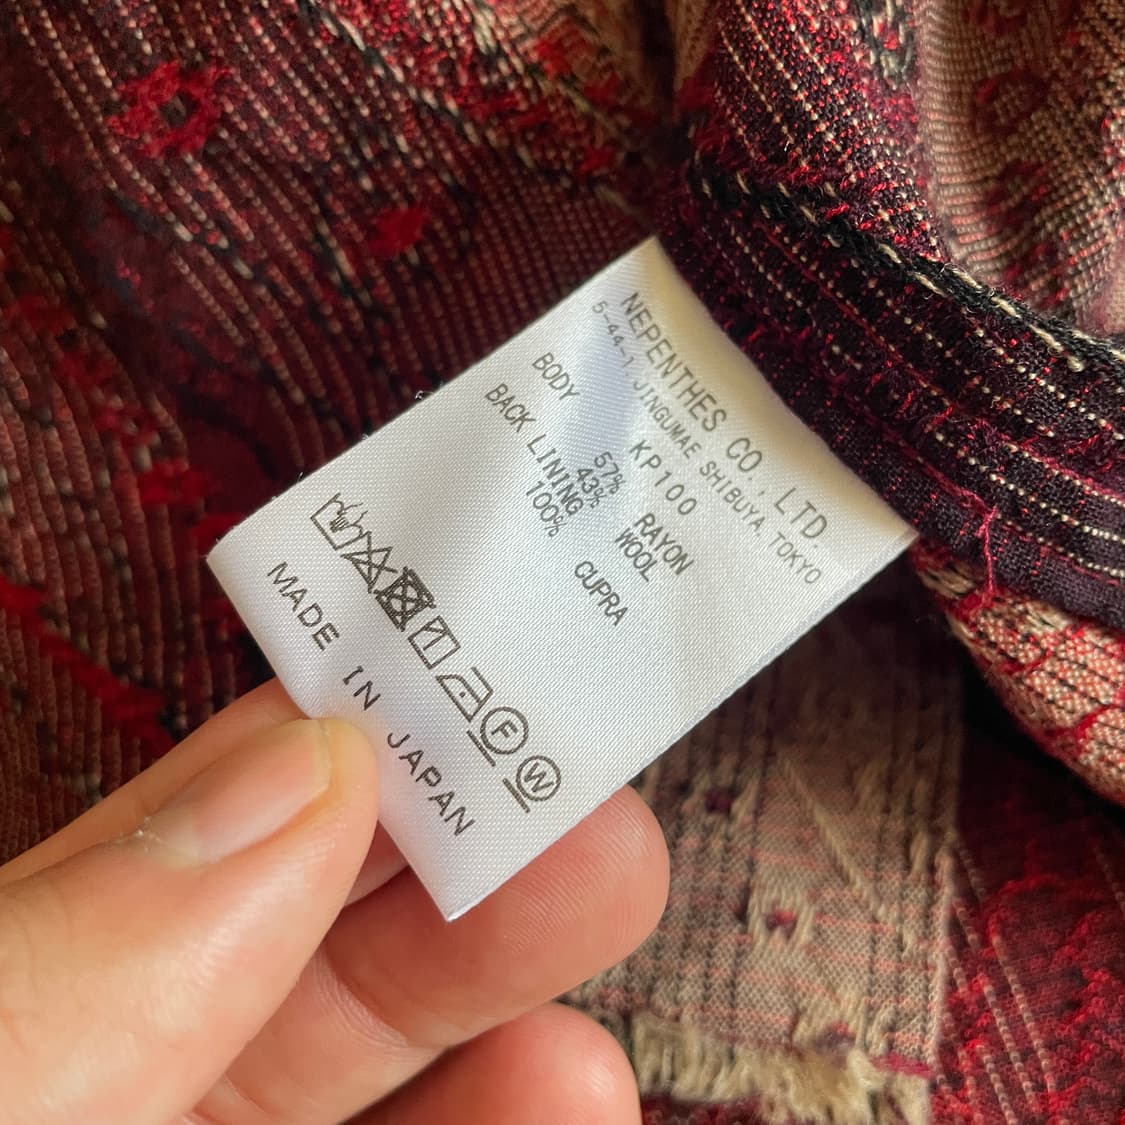 NEPENTHES CO., LTD.
5-44-1 JINGUMAE SHIBUYA, TOKYO
KP100
BODY
57% RAYON
43% WOOL
BACK LINING
100% CUPRA
F
W
MADE IN JAPAN